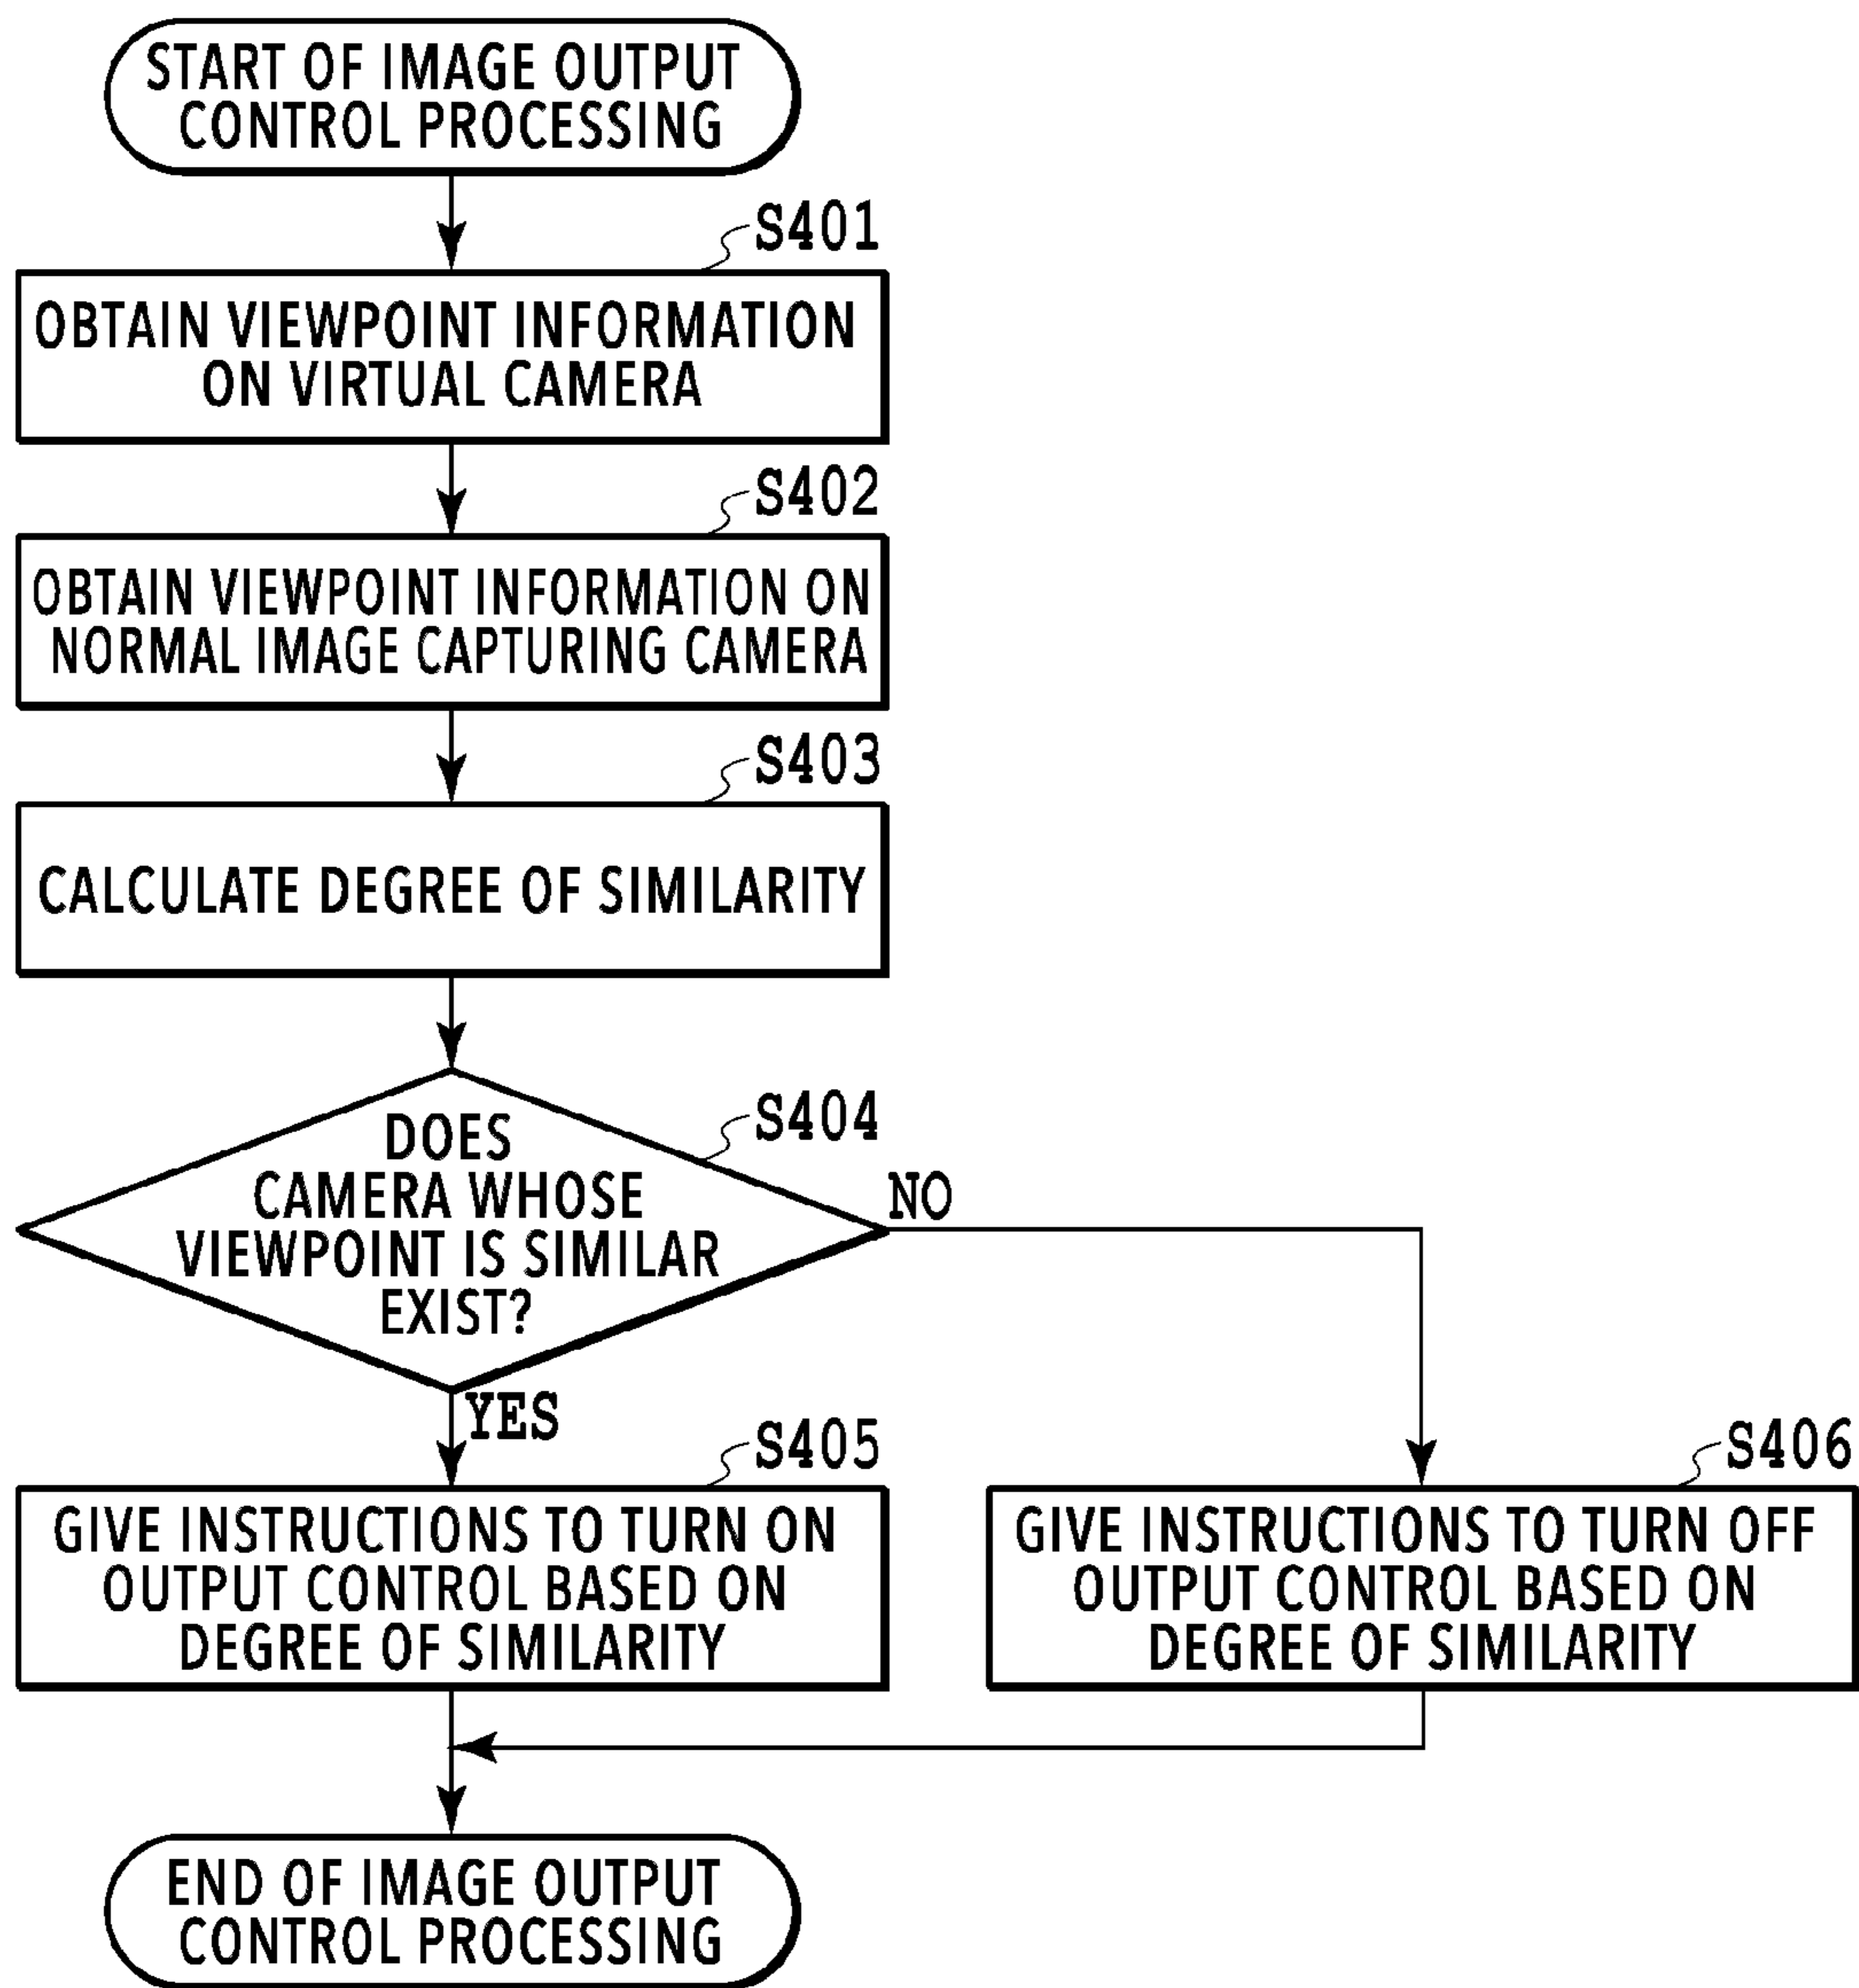 START OF IMAGE OUTPUT
CONTROL PROCESSING
S401
OBTAIN VIEWPOINT INFORMATION
ON VIRTUAL CAMERA
S402
OBTAIN VIEWPOINT INFORMATION ON
NORMAL IMAGE CAPTURING CAMERA
S403
CALCULATE DEGREE OF SIMILARITY
S404
DOES
CAMERA WHOSE
VIEWPOINT IS SIMILAR
EXIST?
NO
YES
S405
GIVE INSTRUCTIONS TO TURN ON
OUTPUT CONTROL BASED ON
DEGREE OF SIMILARITY
S406
GIVE INSTRUCTIONS TO TURN OFF
OUTPUT CONTROL BASED ON
DEGREE OF SIMILARITY
END OF IMAGE OUTPUT
CONTROL PROCESSING